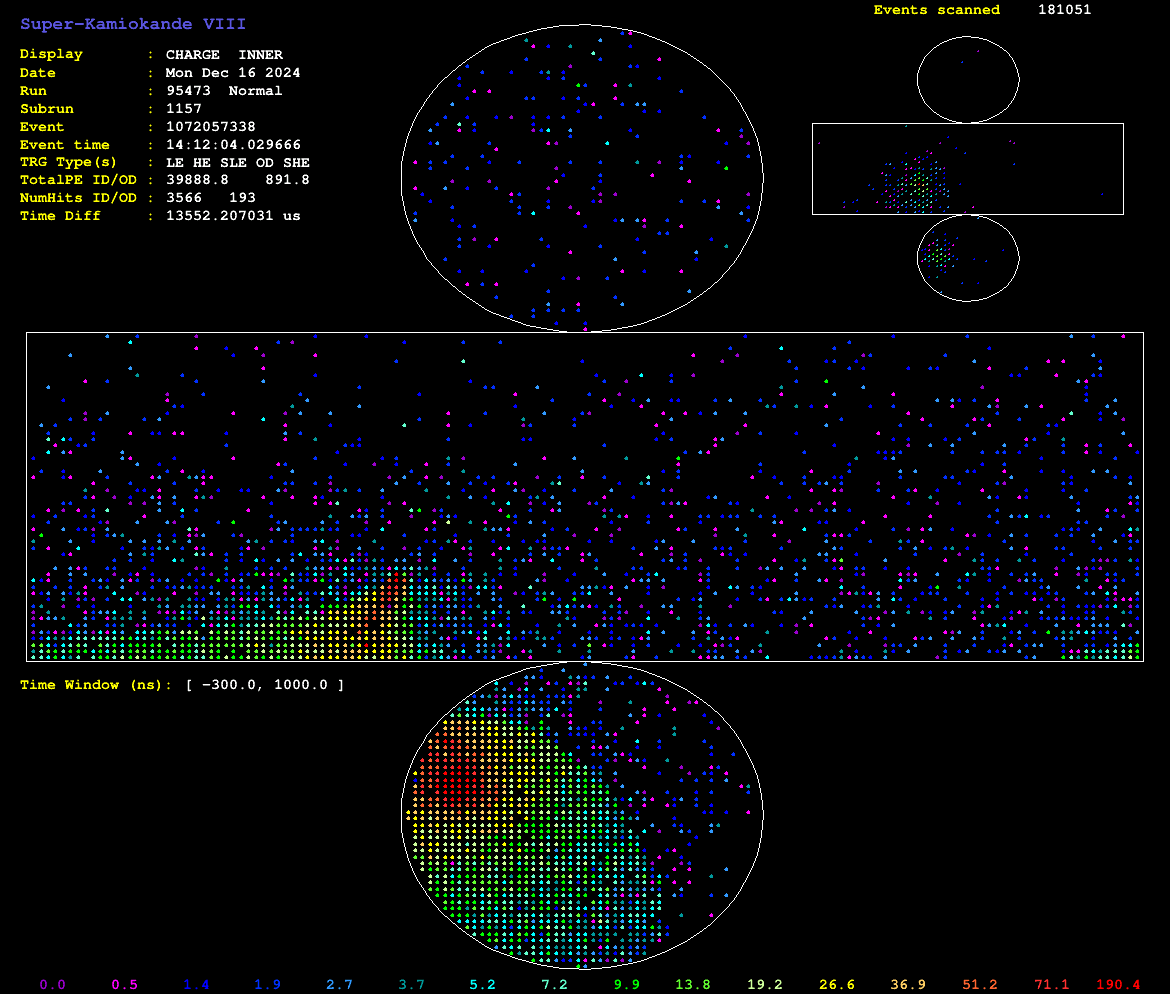 Super-Kamiokande VIII
Events scanned 181051
Display : CHARGE INNER
Date : Mon Dec 16 2024
Run : 95473 Normal
Subrun : 1157
Event : 1072057338
Event time : 14:12:04.029666
TRG Type(s) : LE HE SLE OD SHE
TotalPE ID/OD : 39888.8 891.8
NumHits ID/OD : 3566 193
Time Diff : 13552.207031 us
Time Window (ns): [ -300.0, 1000.0 ]
0.0 0.5 1.4 1.9 2.7 3.7 5.2 7.2 9.9 13.8 19.2 26.6 36.9 51.2 71.1 190.4